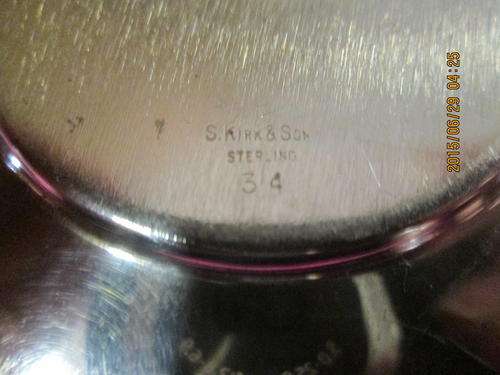 S. KIRK & SON
STERLING
34
2015/06/29 04:25